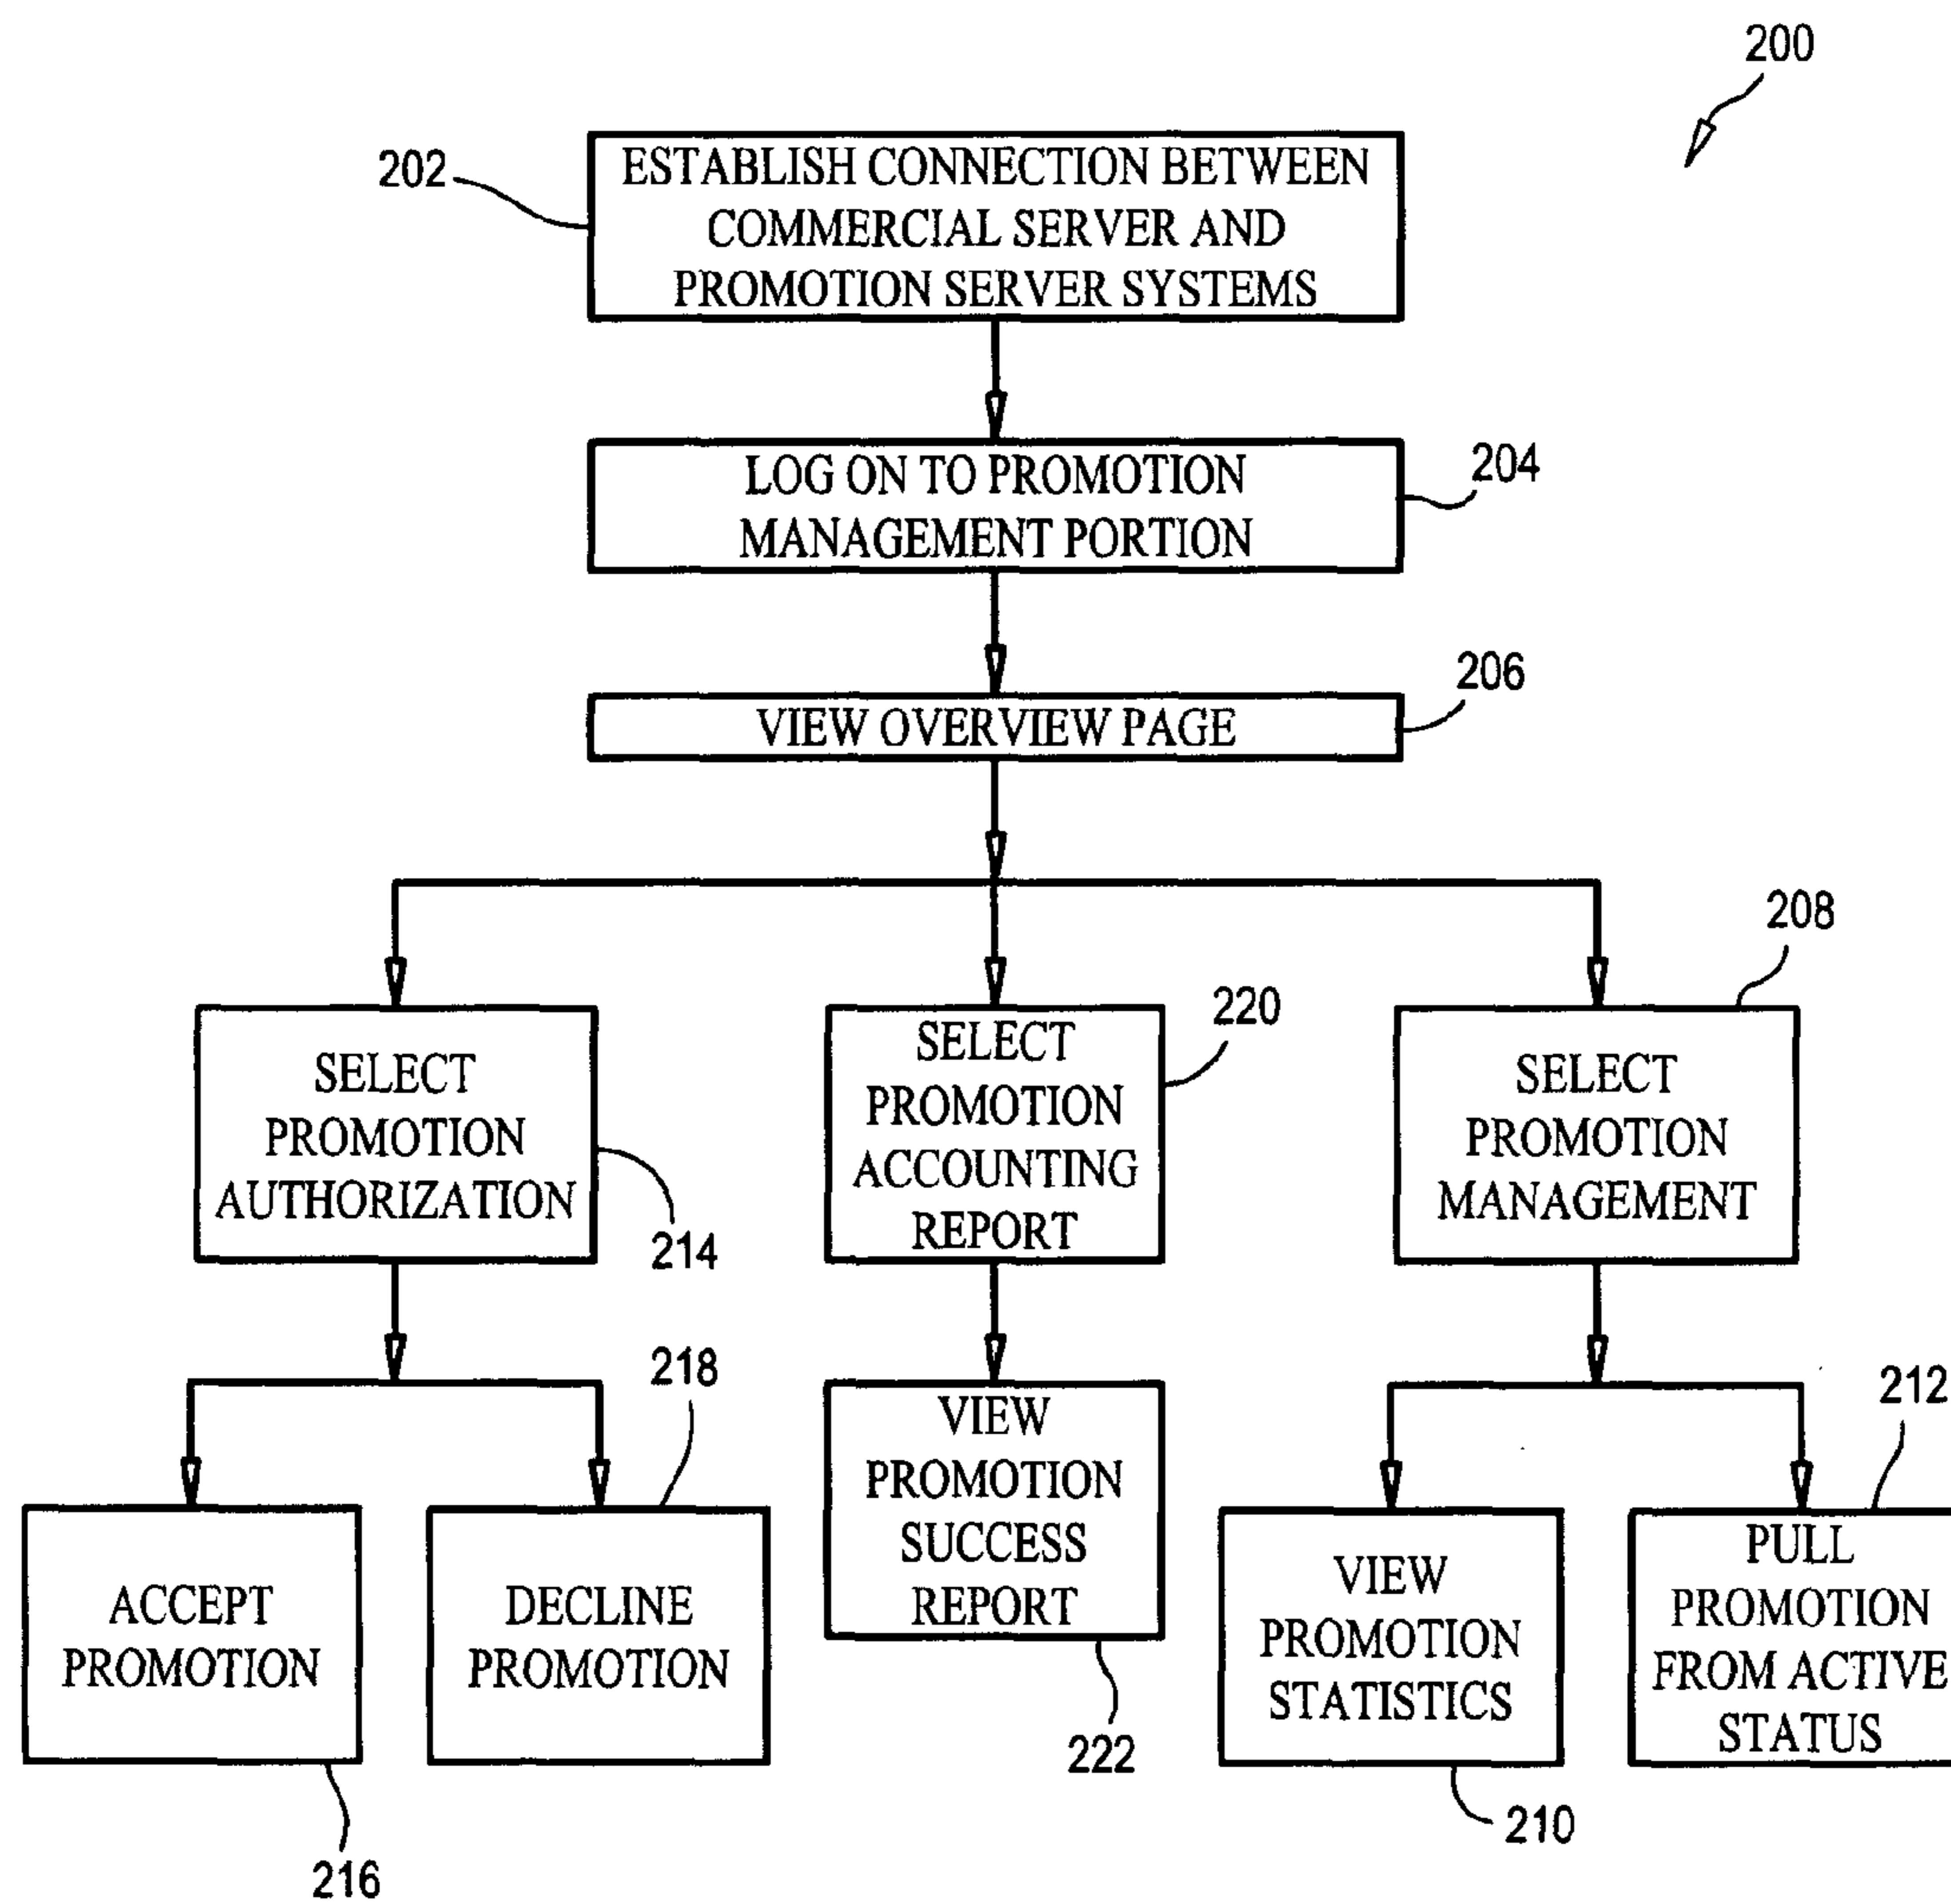 200
202
ESTABLISH CONNECTION BETWEEN
COMMERCIAL SERVER AND
PROMOTION SERVER SYSTEMS
LOG ON TO PROMOTION
MANAGEMENT PORTION
204
VIEW OVERVIEW PAGE
206
SELECT
PROMOTION
AUTHORIZATION
214
SELECT
PROMOTION
ACCOUNTING
REPORT
220
SELECT
PROMOTION
MANAGEMENT
208
ACCEPT
PROMOTION
216
DECLINE
PROMOTION
218
VIEW
PROMOTION
SUCCESS
REPORT
222
VIEW
PROMOTION
STATISTICS
210
PULL
PROMOTION
FROM ACTIVE
STATUS
212